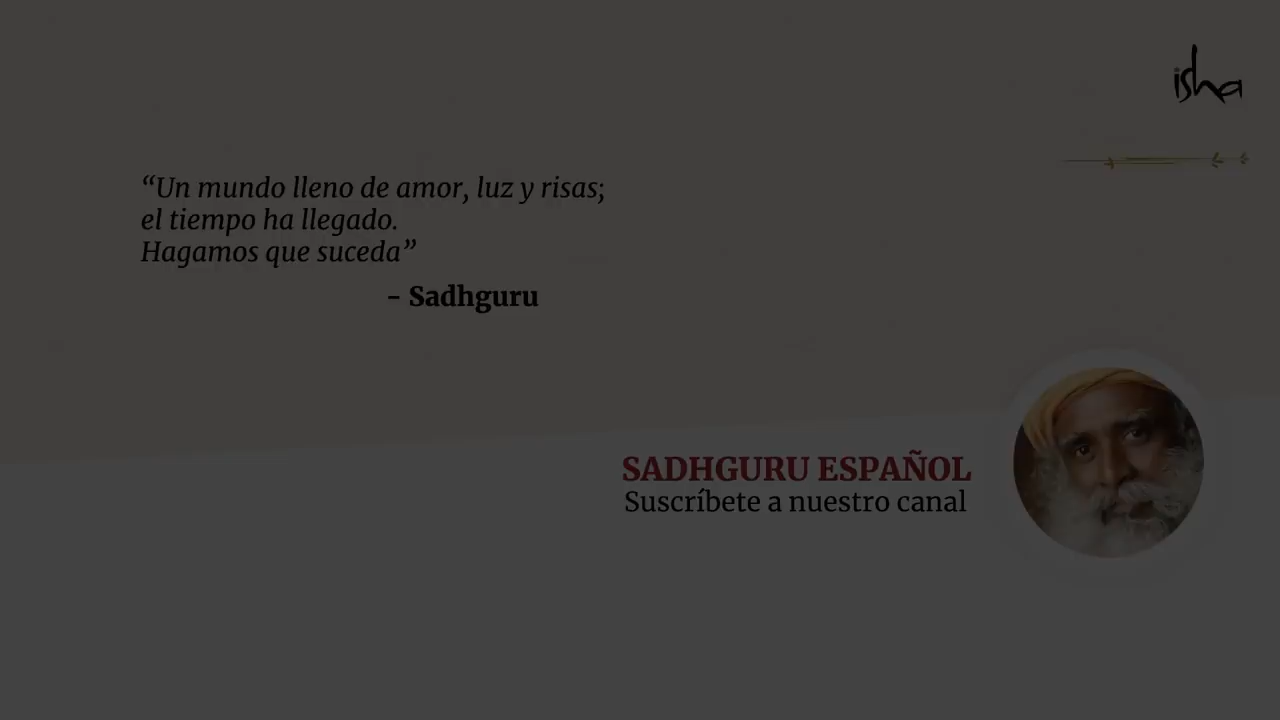 isha
“Un mundo lleno de amor, luz y risas;
el tiempo ha llegado.
Hagamos que suceda”
- Sadhguru
SADHGURU ESPAÑOL
Suscríbete a nuestro canal